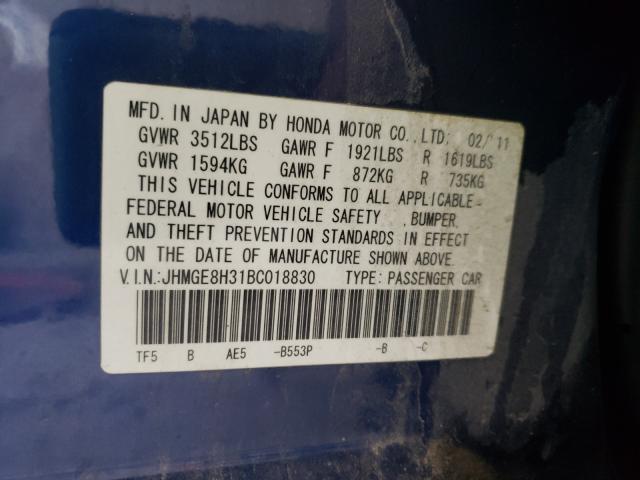 MFD. IN JAPAN BY HONDA MOTOR CO.,LTD. 02/'11
GVWR 3512LBS GAWR F 1921LBS R 1619LBS
GVWR 1594KG GAWR F 872KG R 735KG
THIS VEHICLE CONFORMS TO ALL APPLICABLE
FEDERAL MOTOR VEHICLE SAFETY ,BUMPER,
AND THEFT PREVENTION STANDARDS IN EFFECT
ON THE DATE OF MANUFACTURE SHOWN ABOVE.
V.I.N.:JHMGE8H31BC018830 TYPE: PASSENGER CAR
TF5 B AE5 -B553P -B -C